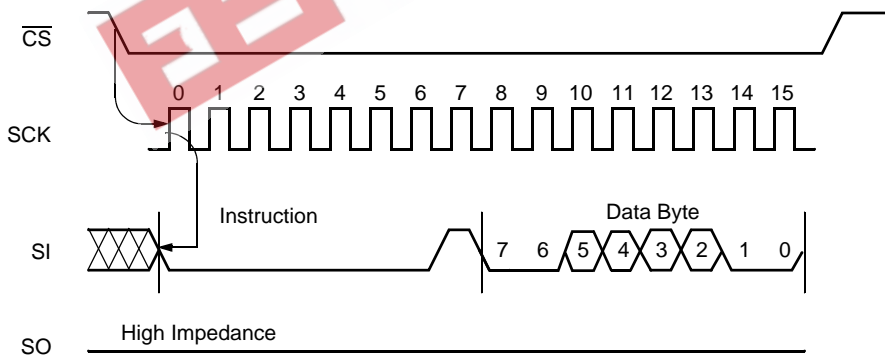 CS
0 1 2 3 4 5 6 7 8 9 10 11 12 13 14 15
SCK
Instruction
Data Byte
SI
7 6 5 4 3 2 1 0
High Impedance
SO